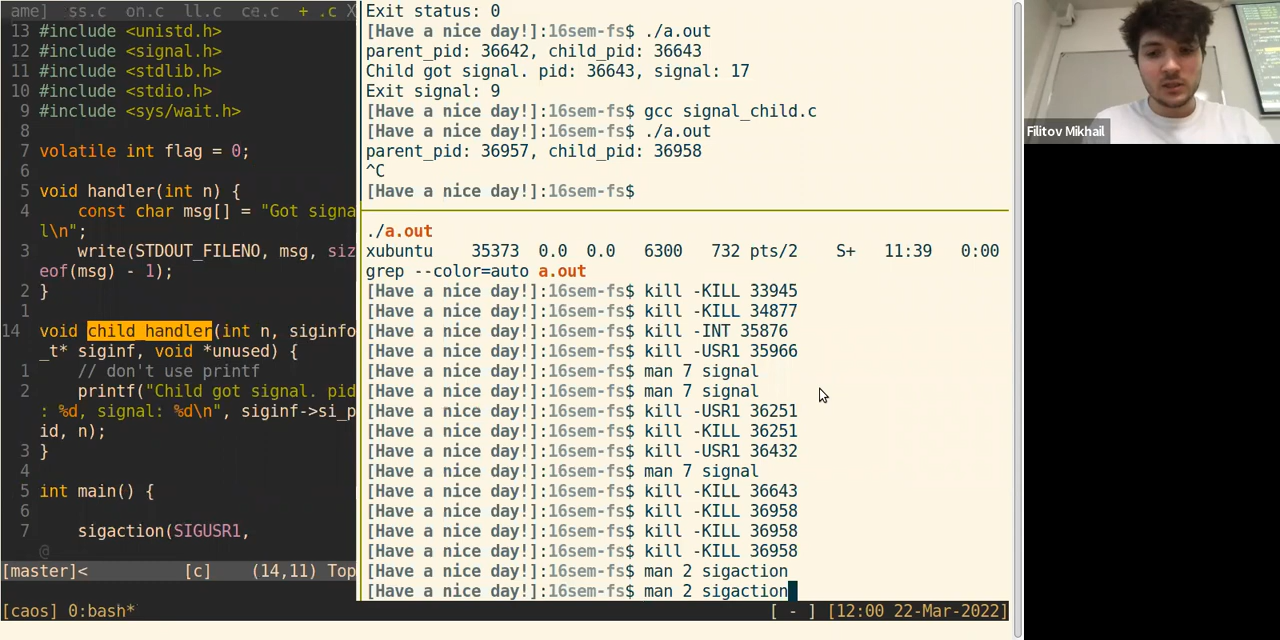 ame] ss.c on.c ll.c ce.c + .c X
13 #include <unistd.h>
12 #include <signal.h>
11 #include <stdlib.h>
10 #include <stdio.h>
9 #include <sys/wait.h>
8
7 volatile int flag = 0;
6
5 void handler(int n) {
4 const char msg[] = "Got signa
l\n";
3 write(STDOUT_FILENO, msg, siz
eof(msg) - 1);
2 }
1
14 void child_handler(int n, siginfo
_t* siginf, void *unused) {
1 // don't use printf
2 printf("Child got signal. pid
: %d, signal: %d\n", siginf->si_p
id, n);
3 }
4
5 int main() {
6
7 sigaction(SIGUSR1,
@
[master]< [c] (14,11) Top
Exit status: 0
[Have a nice day!]:16sem-fs$ ./a.out
parent_pid: 36642, child_pid: 36643
Child got signal. pid: 36643, signal: 17
Exit signal: 9
[Have a nice day!]:16sem-fs$ gcc signal_child.c
[Have a nice day!]:16sem-fs$ ./a.out
parent_pid: 36957, child_pid: 36958
^C
[Have a nice day!]:16sem-fs$
./a.out
xubuntu 35373 0.0 0.0 6300 732 pts/2 S+ 11:39 0:00
grep --color=auto a.out
[Have a nice day!]:16sem-fs$ kill -KILL 33945
[Have a nice day!]:16sem-fs$ kill -KILL 34877
[Have a nice day!]:16sem-fs$ kill -INT 35876
[Have a nice day!]:16sem-fs$ kill -USR1 35966
[Have a nice day!]:16sem-fs$ man 7 signal
[Have a nice day!]:16sem-fs$ man 7 signal
[Have a nice day!]:16sem-fs$ kill -USR1 36251
[Have a nice day!]:16sem-fs$ kill -KILL 36251
[Have a nice day!]:16sem-fs$ kill -USR1 36432
[Have a nice day!]:16sem-fs$ man 7 signal
[Have a nice day!]:16sem-fs$ kill -KILL 36643
[Have a nice day!]:16sem-fs$ kill -KILL 36958
[Have a nice day!]:16sem-fs$ kill -KILL 36958
[Have a nice day!]:16sem-fs$ kill -KILL 36958
[Have a nice day!]:16sem-fs$ man 2 sigaction
[Have a nice day!]:16sem-fs$ man 2 sigaction
[caos] 0:bash* [ - ] [12:00 22-Mar-2022]
Filitov Mikhail